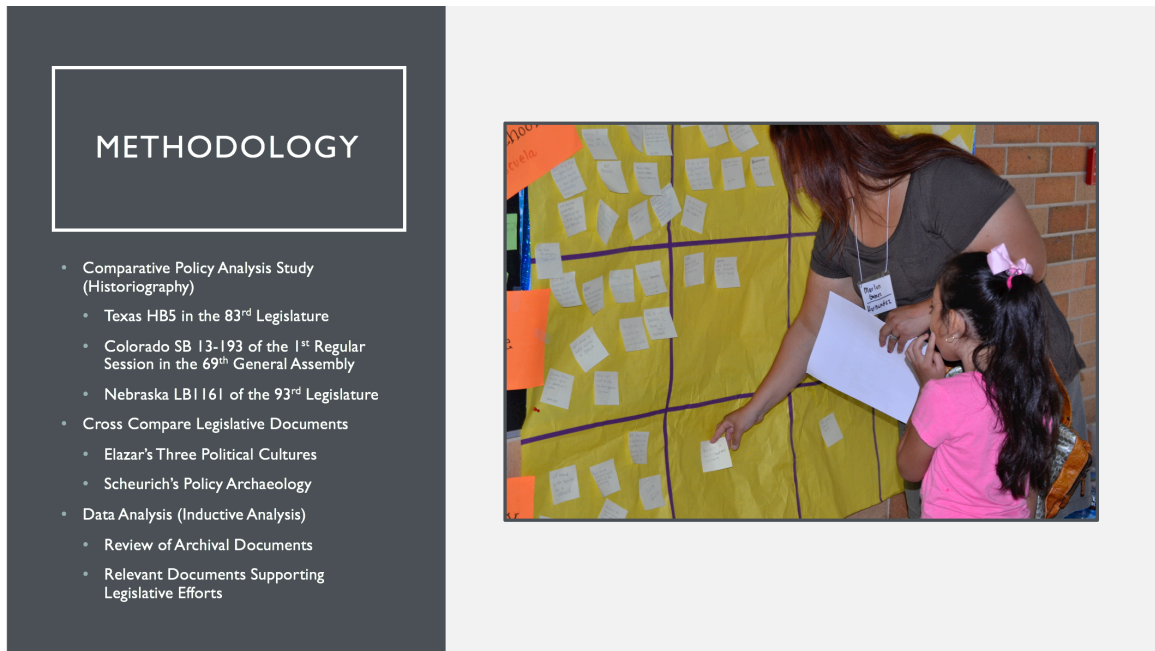 METHODOLOGY
• Comparative Policy Analysis Study
(Historiography)
• Texas HB5 in the 83rd Legislature
• Colorado SB 13-193 of the 1st Regular
Session in the 69th General Assembly
• Nebraska LB1161 of the 93rd Legislature
• Cross Compare Legislative Documents
• Elazar's Three Political Cultures
• Scheurich's Policy Archaeology
• Data Analysis (Inductive Analysis)
• Review of Archival Documents
• Relevant Documents Supporting
Legislative Efforts